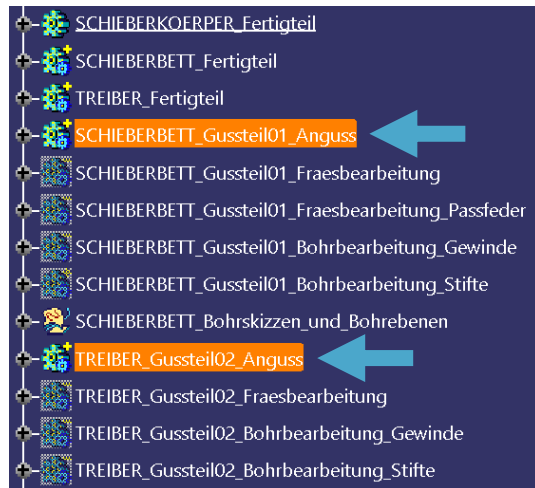 SCHIEBERKOERPER_Fertigteil
SCHIEBERBETT_Fertigteil
TREIBER_Fertigteil
SCHIEBERBETT_Gussteil01_Anguss
SCHIEBERBETT_Gussteil01_Fraesbearbeitung
SCHIEBERBETT_Gussteil01_Fraesbearbeitung_Passfeder
SCHIEBERBETT_Gussteil01_Bohrbearbeitung_Gewinde
SCHIEBERBETT_Gussteil01_Bohrbearbeitung_Stifte
SCHIEBERBETT_Bohrskizzen_und_Bohrebenen
TREIBER_Gussteil02_Anguss
TREIBER_Gussteil02_Fraesbearbeitung
TREIBER_Gussteil02_Bohrbearbeitung_Gewinde
TREIBER_Gussteil02_Bohrbearbeitung_Stifte